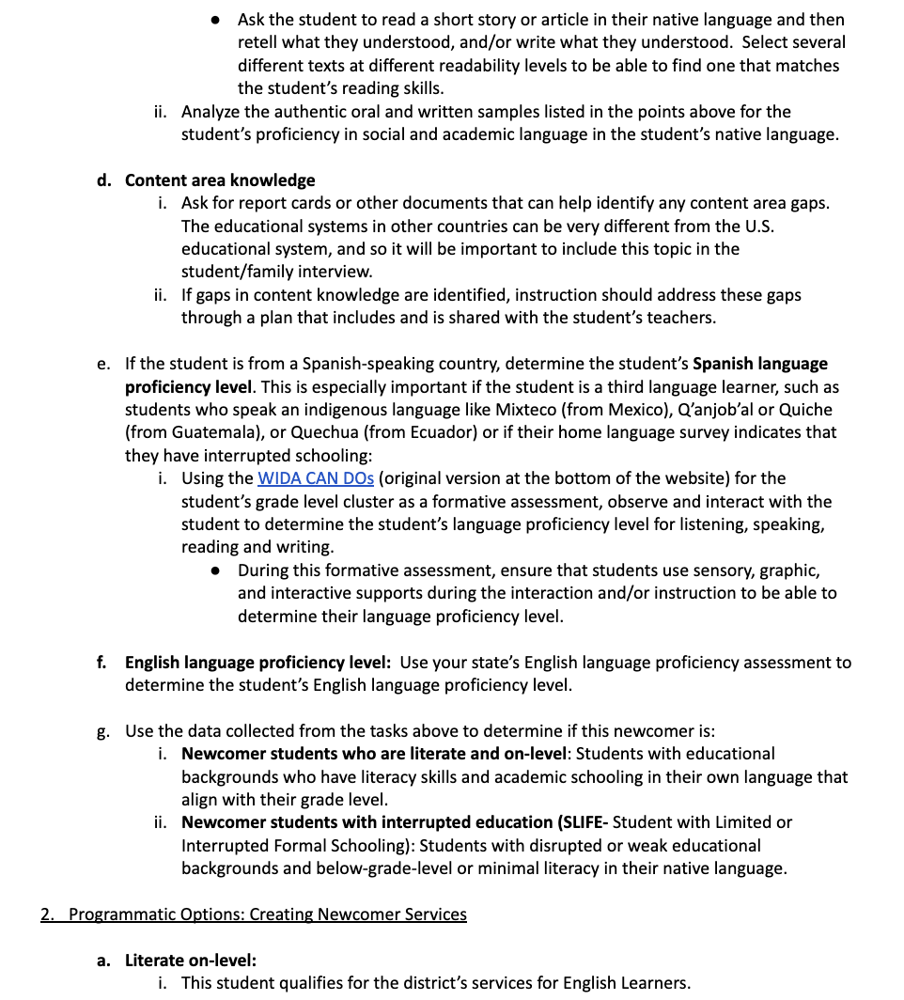 ● Ask the student to read a short story or article in their native language and then
retell what they understood, and/or write what they understood.  Select several
different texts at different readability levels to be able to find one that matches
the student's reading skills.
ii. Analyze the authentic oral and written samples listed in the points above for the
student's proficiency in social and academic language in the student's native language.
d. Content area knowledge
i. Ask for report cards or other documents that can help identify any content area gaps.
The educational systems in other countries can be very different from the U.S.
educational system, and so it will be important to include this topic in the
student/family interview.
ii. If gaps in content knowledge are identified, instruction should address these gaps
through a plan that includes and is shared with the student's teachers.
e. If the student is from a Spanish-speaking country, determine the student's Spanish language
proficiency level. This is especially important if the student is a third language learner, such as
students who speak an indigenous language like Mixteco (from Mexico), Q'anjob'al or Quiche
(from Guatemala), or Quechua (from Ecuador) or if their home language survey indicates that
they have interrupted schooling:
i. Using the WIDA CAN DOs (original version at the bottom of the website) for the
student's grade level cluster as a formative assessment, observe and interact with the
student to determine the student's language proficiency level for listening, speaking,
reading and writing.
● During this formative assessment, ensure that students use sensory, graphic,
and interactive supports during the interaction and/or instruction to be able to
determine their language proficiency level.
f. English language proficiency level:  Use your state's English language proficiency assessment to
determine the student's English language proficiency level.
g. Use the data collected from the tasks above to determine if this newcomer is:
i. Newcomer students who are literate and on-level: Students with educational
backgrounds who have literacy skills and academic schooling in their own language that
align with their grade level.
ii. Newcomer students with interrupted education (SLIFE- Student with Limited or
Interrupted Formal Schooling): Students with disrupted or weak educational
backgrounds and below-grade-level or minimal literacy in their native language.
2. Programmatic Options: Creating Newcomer Services
a. Literate on-level:
i. This student qualifies for the district's services for English Learners.